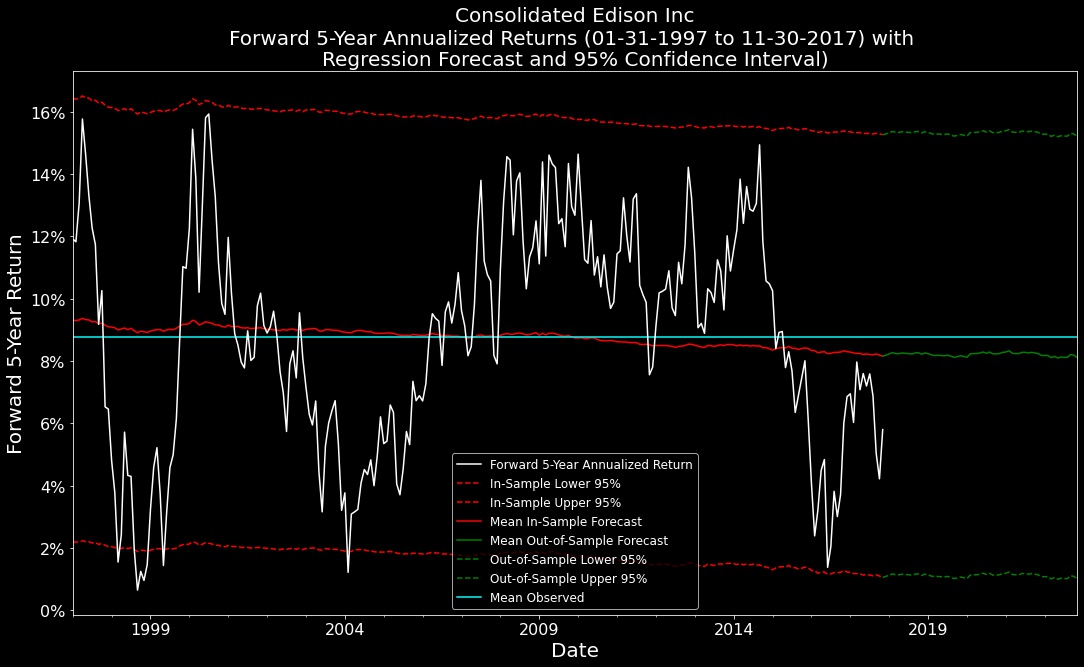 Consolidated Edison Inc
Forward 5-Year Annualized Returns (01-31-1997 to 11-30-2017) with
Regression Forecast and 95% Confidence Interval)
Forward 5-Year Return
16%
14%
12%
10%
8%
6%
4%
2%
0%
Forward 5-Year Annualized Return
In-Sample Lower 95%
In-Sample Upper 95%
Mean In-Sample Forecast
Mean Out-of-Sample Forecast
Out-of-Sample Lower 95%
Out-of-Sample Upper 95%
Mean Observed
1999 2004 2009 2014 2019
Date